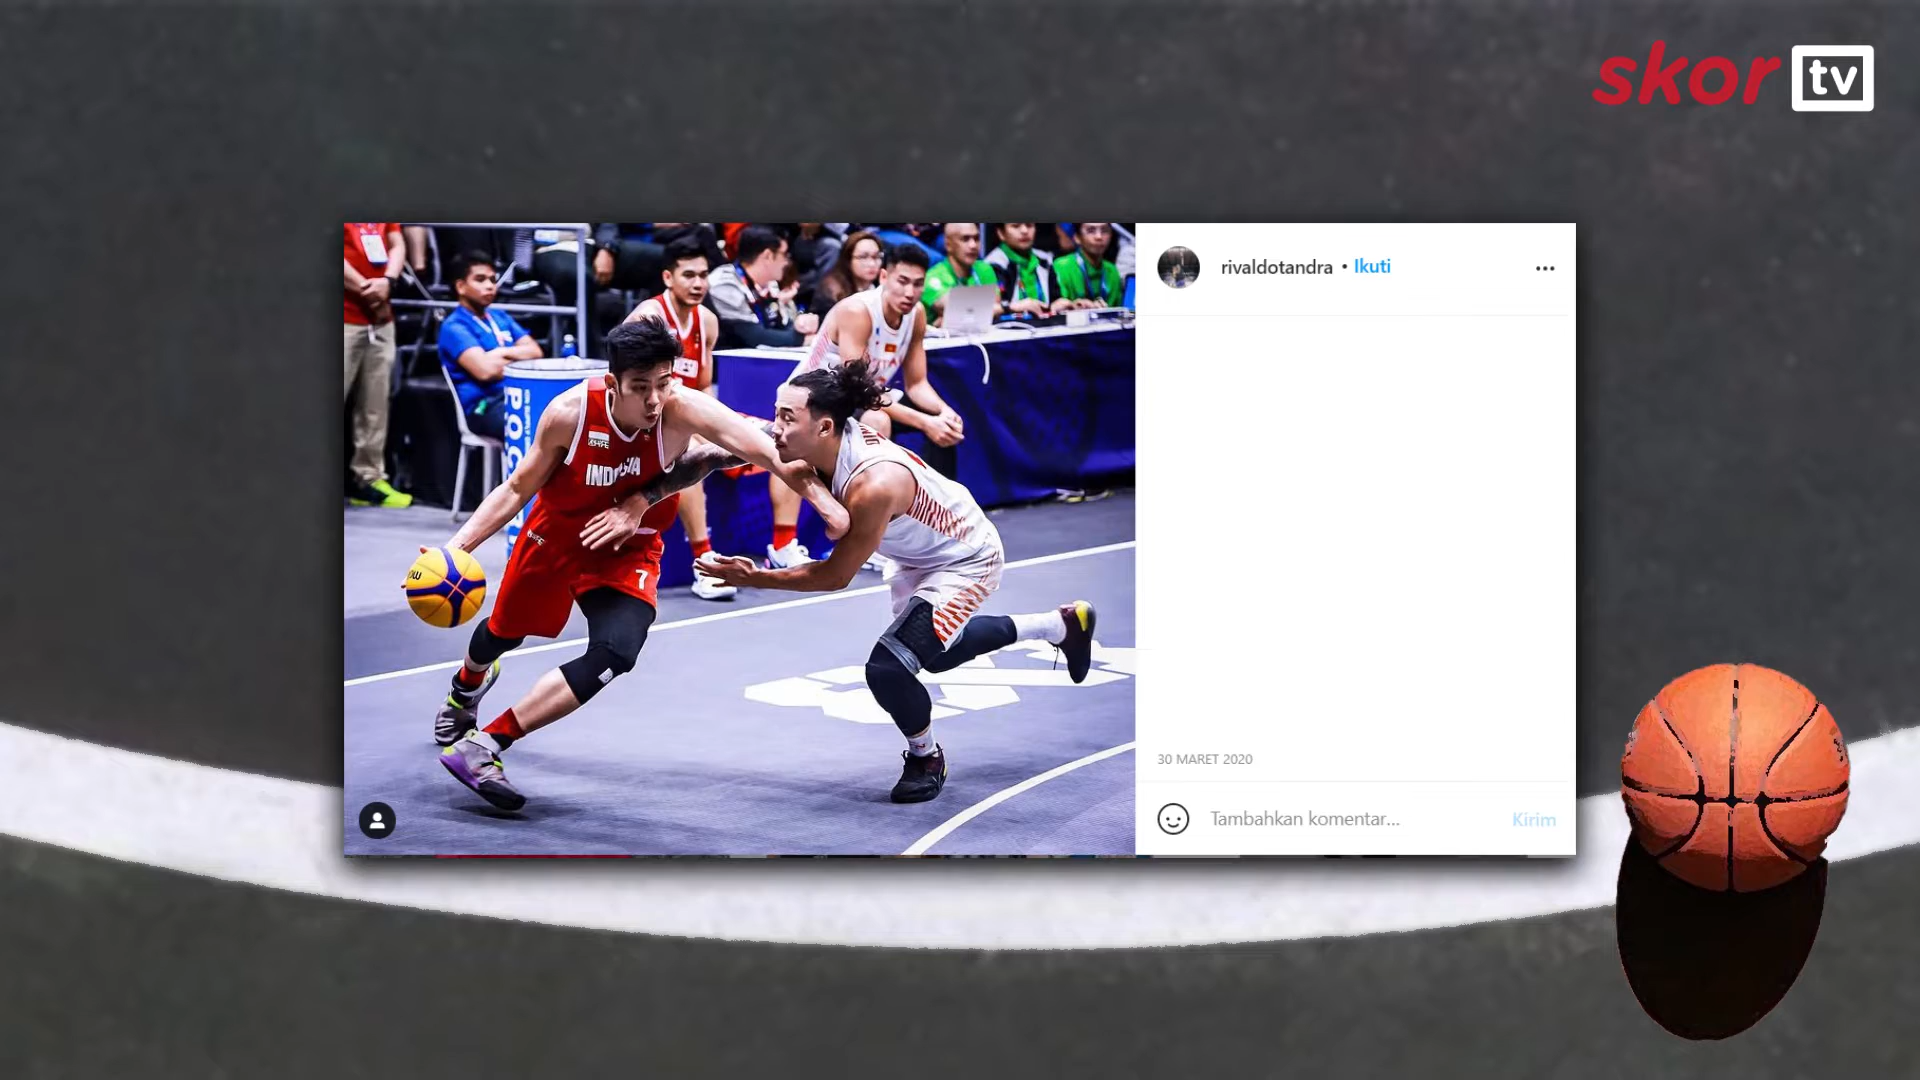 skor tv
rivaldotandra • Ikuti
INDONESIA
7
30 MARET 2020
Tambahkan komentar...
Kirim